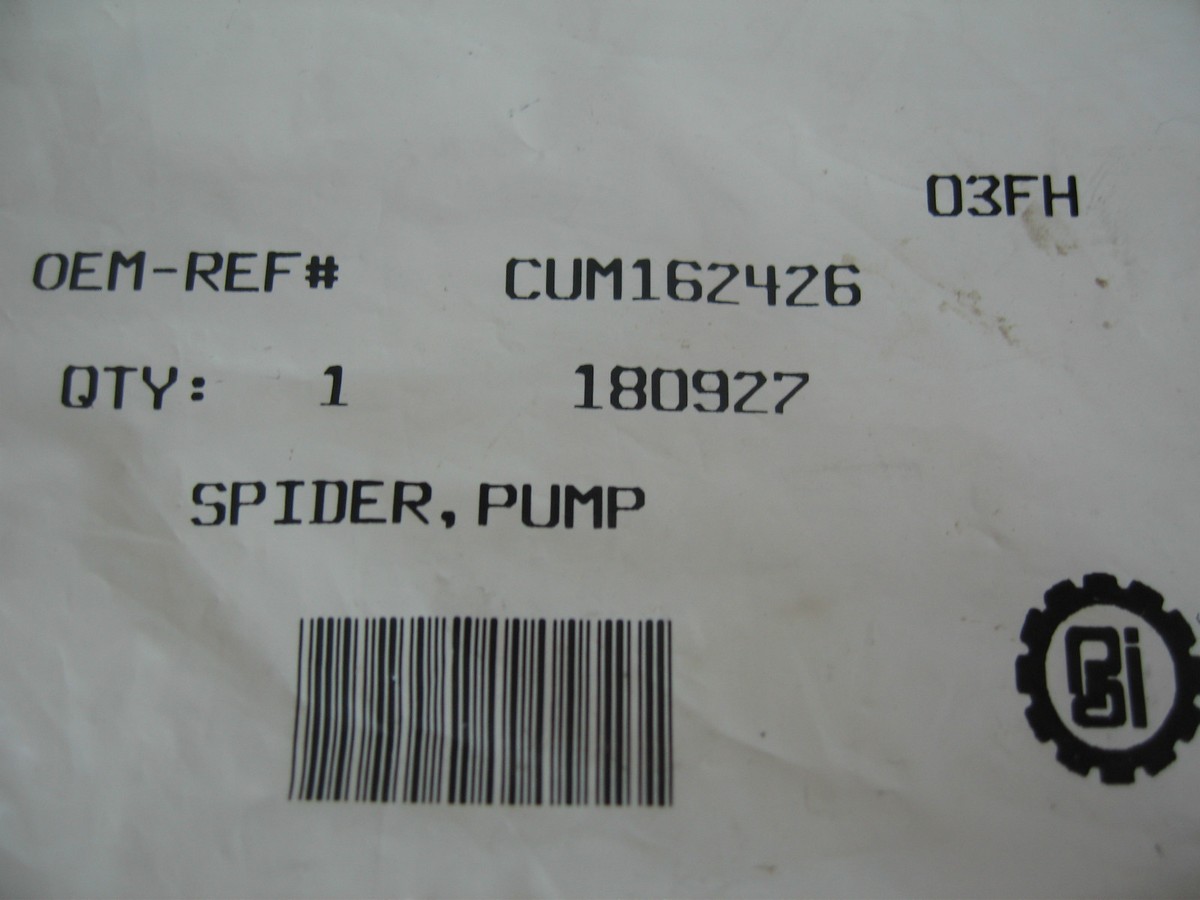 03FH
OEM-REF# CUM162426
QTY: 1 180927
SPIDER, PUMP